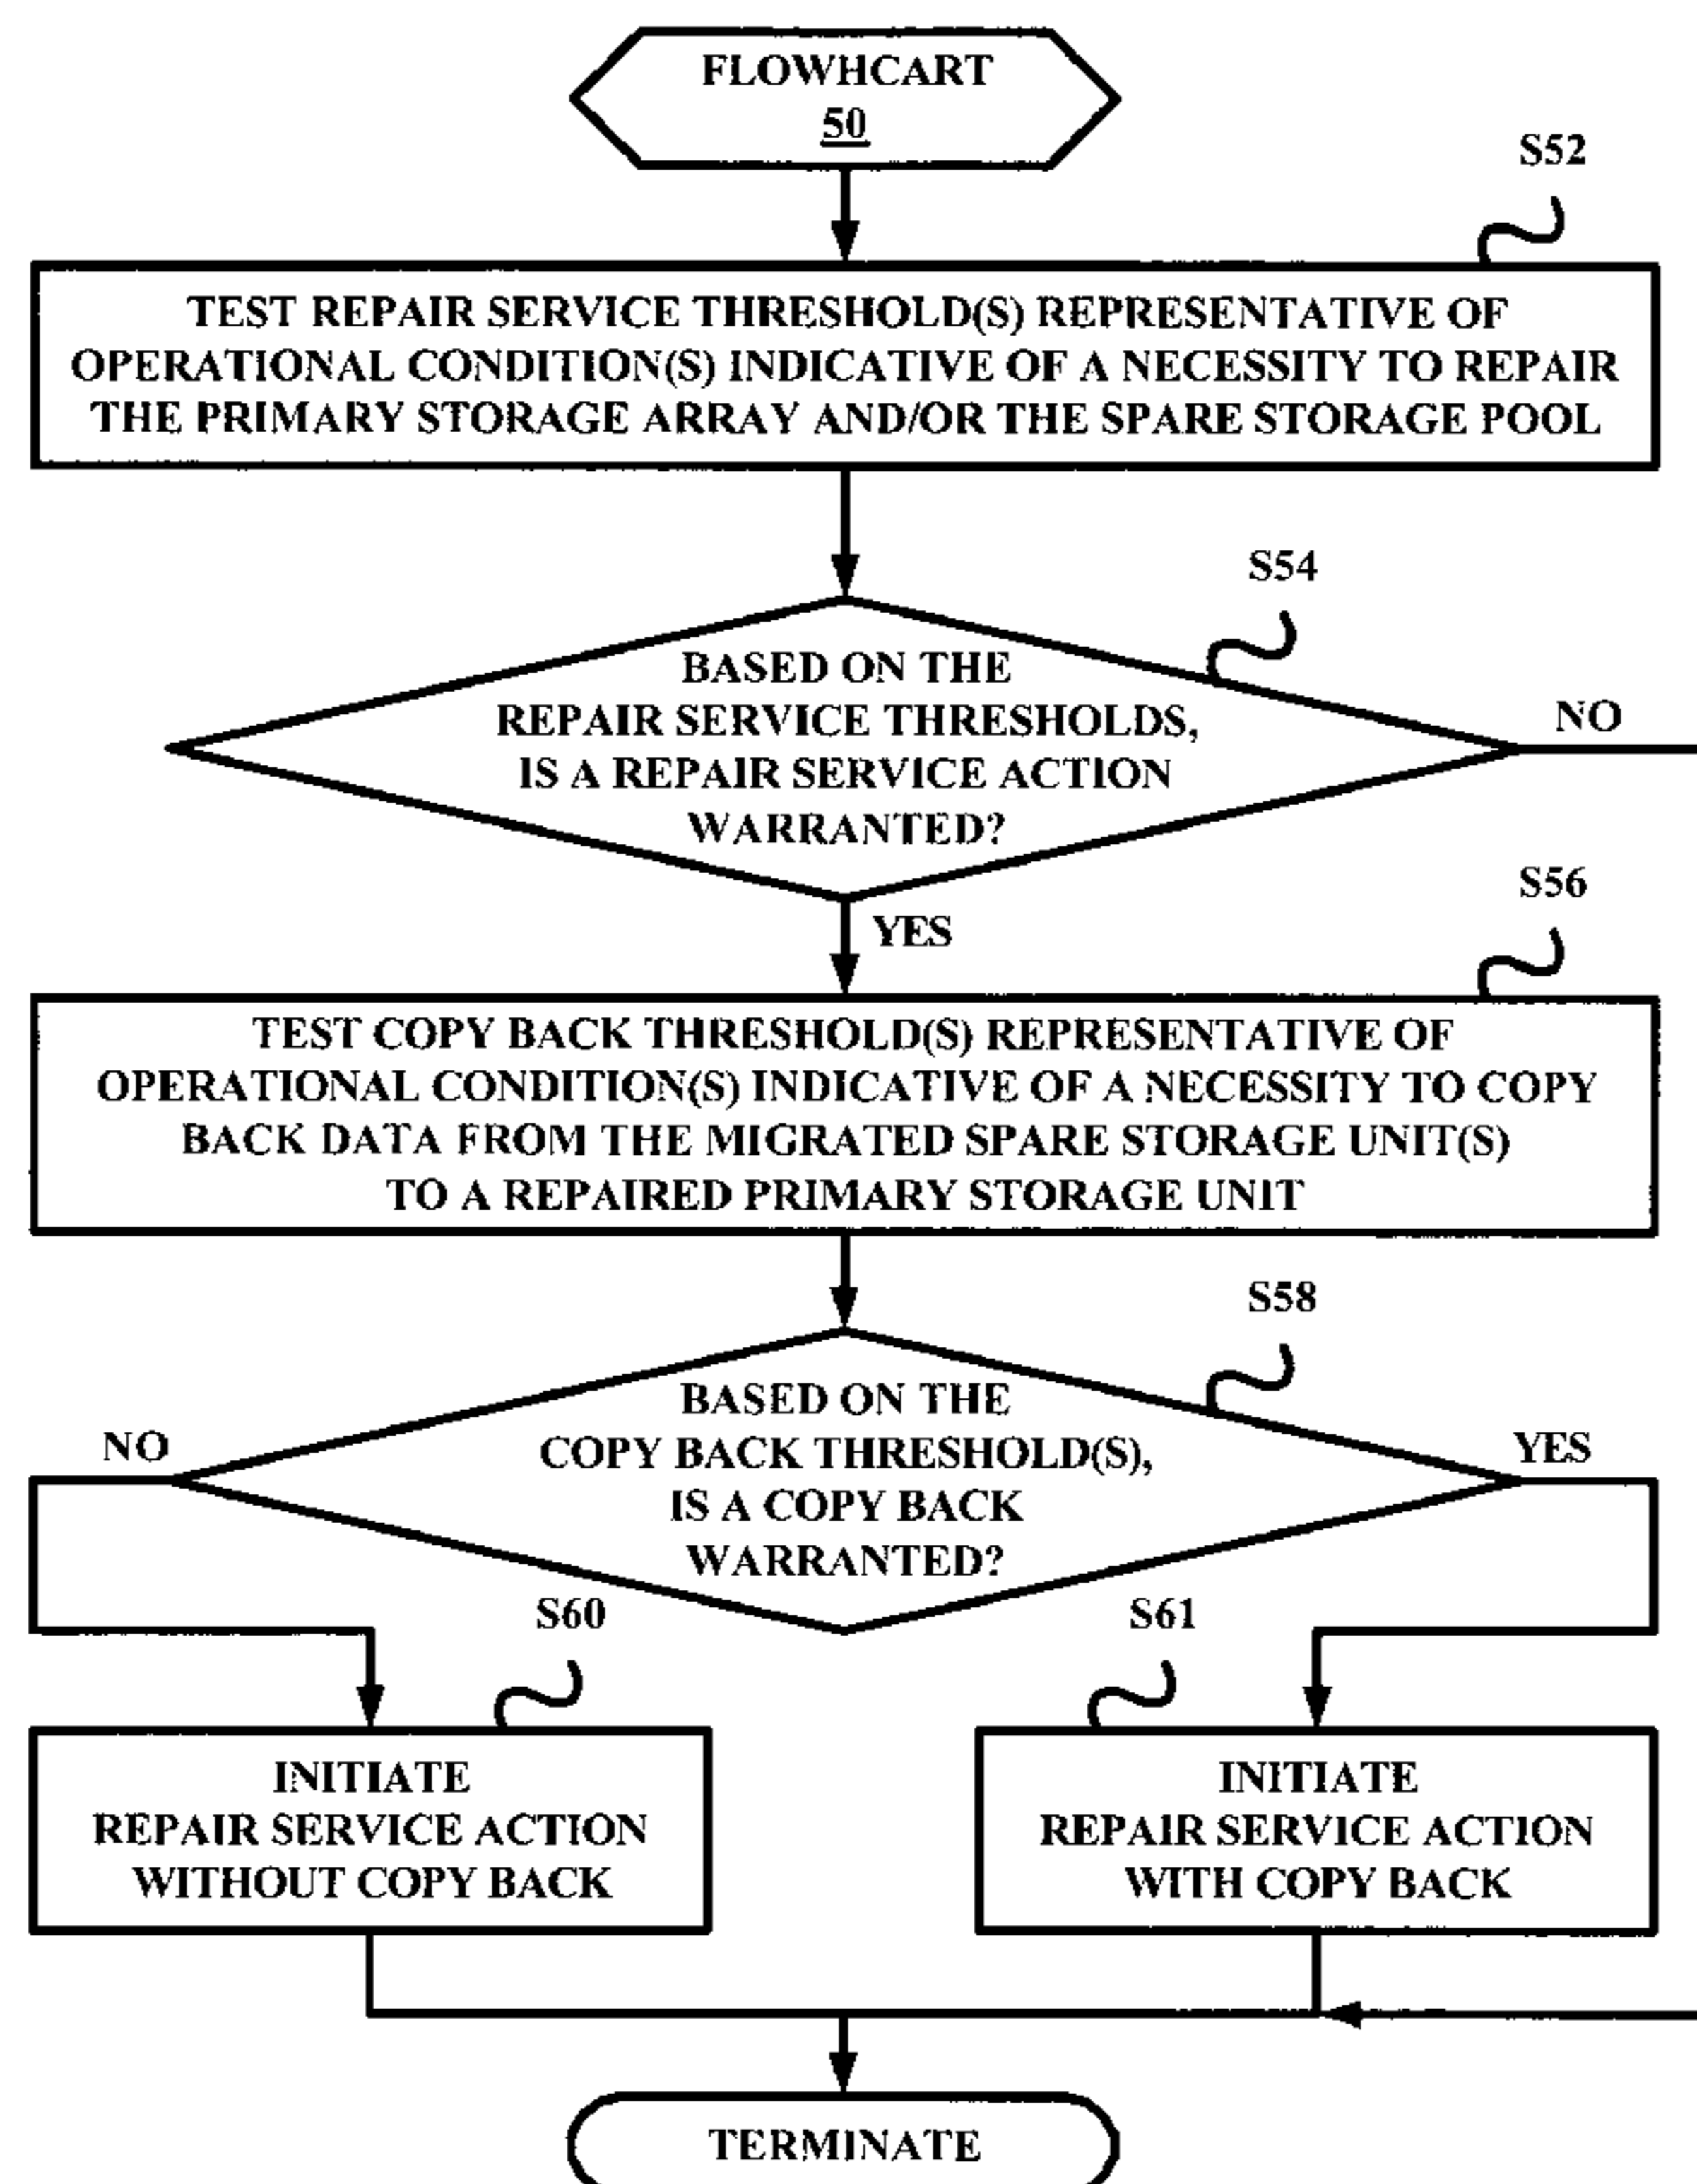 FLOWHCART
50
S52
TEST REPAIR SERVICE THRESHOLD(S) REPRESENTATIVE OF
OPERATIONAL CONDITION(S) INDICATIVE OF A NECESSITY TO REPAIR
THE PRIMARY STORAGE ARRAY AND/OR THE SPARE STORAGE POOL
S54
BASED ON THE
REPAIR SERVICE THRESHOLDS,
IS A REPAIR SERVICE ACTION
WARRANTED?
NO
YES
S56
TEST COPY BACK THRESHOLD(S) REPRESENTATIVE OF
OPERATIONAL CONDITION(S) INDICATIVE OF A NECESSITY TO COPY
BACK DATA FROM THE MIGRATED SPARE STORAGE UNIT(S)
TO A REPAIRED PRIMARY STORAGE UNIT
S58
BASED ON THE
COPY BACK THRESHOLD(S),
IS A COPY BACK
WARRANTED?
NO
YES
S60
S61
INITIATE
REPAIR SERVICE ACTION
WITHOUT COPY BACK
INITIATE
REPAIR SERVICE ACTION
WITH COPY BACK
TERMINATE